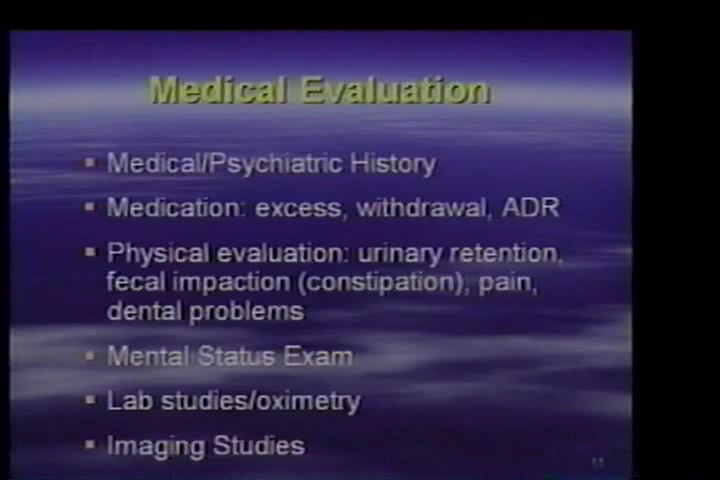 Medical Evaluation
▪ Medical/Psychiatric History
▪ Medication: excess, withdrawal, ADR
▪ Physical evaluation: urinary retention,
fecal impaction (constipation), pain,
dental problems
▪ Mental Status Exam
▪ Lab studies/oximetry
▪ Imaging Studies
11